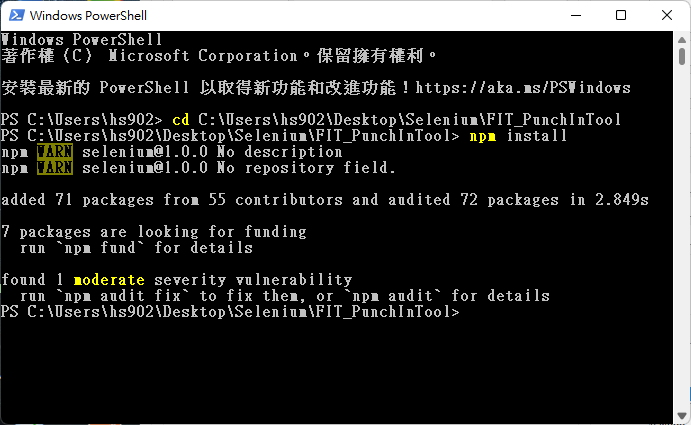 Windows PowerShell
Windows PowerShell
著作權 (C) Microsoft Corporation。保留擁有權利。
安裝最新的 PowerShell 以取得新功能和改進功能！https://aka.ms/PSWindows
PS C:\Users\hs902> cd C:\Users\hs902\Desktop\Selenium\FIT_PunchInTool
PS C:\Users\hs902\Desktop\Selenium\FIT_PunchInTool> npm install
npm WARN selenium@1.0.0 No description
npm WARN selenium@1.0.0 No repository field.
added 71 packages from 55 contributors and audited 72 packages in 2.849s
7 packages are looking for funding
  run `npm fund` for details
found 1 moderate severity vulnerability
  run `npm audit fix` to fix them, or `npm audit` for details
PS C:\Users\hs902\Desktop\Selenium\FIT_PunchInTool>